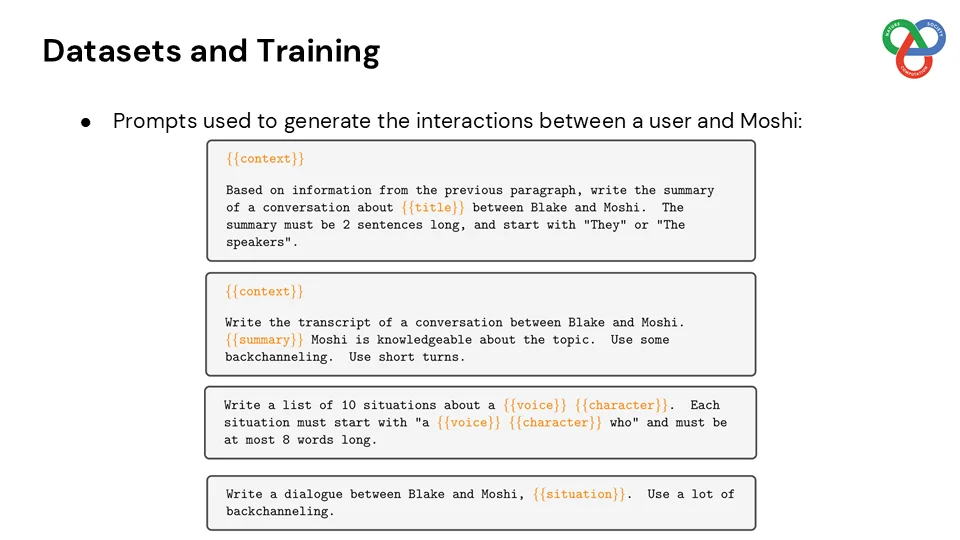 Datasets and Training
NATURE
SOCIETY
COMPUTATION
● Prompts used to generate the interactions between a user and Moshi:
{{context}}
Based on information from the previous paragraph, write the summary
of a conversation about {{title}} between Blake and Moshi. The
summary must be 2 sentences long, and start with "They" or "The
speakers".
{{context}}
Write the transcript of a conversation between Blake and Moshi.
{{summary}} Moshi is knowledgeable about the topic. Use some
backchanneling. Use short turns.
Write a list of 10 situations about a {{voice}} {{character}}. Each
situation must start with "a {{voice}} {{character}} who" and must be
at most 8 words long.
Write a dialogue between Blake and Moshi, {{situation}}. Use a lot of
backchanneling.